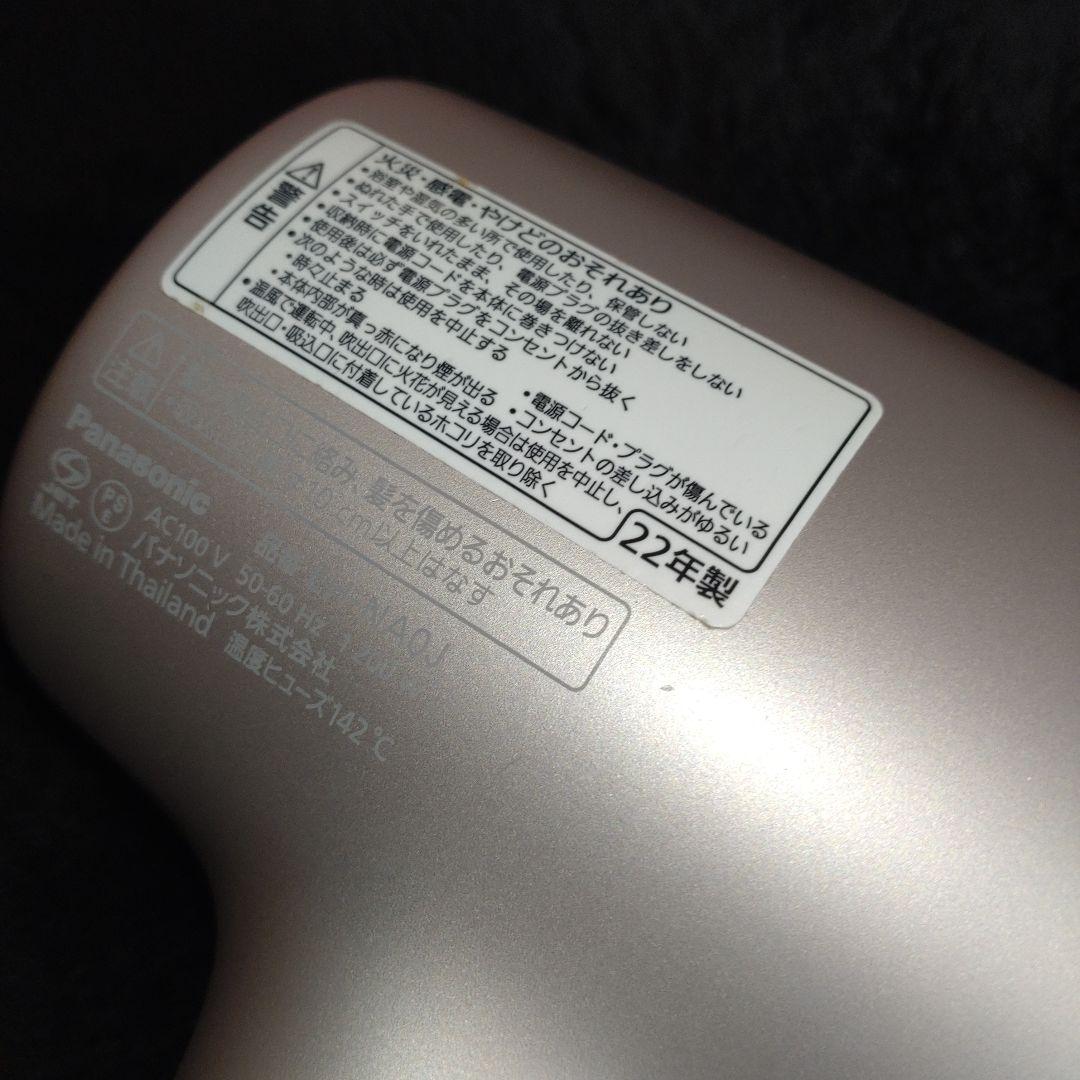 警告
火災・感電・やけどのおそれあり
•浴室や湿気の多い所で使用したり、保管しない
•ぬれた手で使用したり、電源プラグの抜き差しをしない
•スイッチをいれたまま、その場を離れない
•収納時に電源コードを本体に巻きつけない
•使用後は必ず電源プラグをコンセントから抜く
•次のような時は使用を中止する
•時々止まる •電源コード・プラグが傷んでいる
•本体内部が真っ赤になり煙が出る •コンセントの差し込みがゆるい
•温風で運転中、吹出口に火花が見える場合は使用を中止し、
吹出口・吸込口に付着しているホコリを取り除く
22年製
注意
に絡み、髪を傷めるおそれあり
cm以上はなす
Panasonic
品番 NA0J
JET PS E AC100 V 50-60 Hz 1 200 W
パナソニック株式会社
Made in Thailand 温度ヒューズ142℃